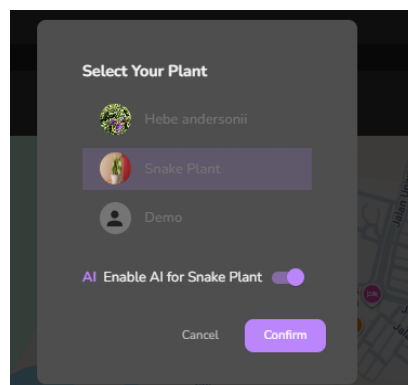 Select Your Plant
Hebe andersonii
Snake Plant
Demo
AI Enable AI for Snake Plant
Cancel Confirm